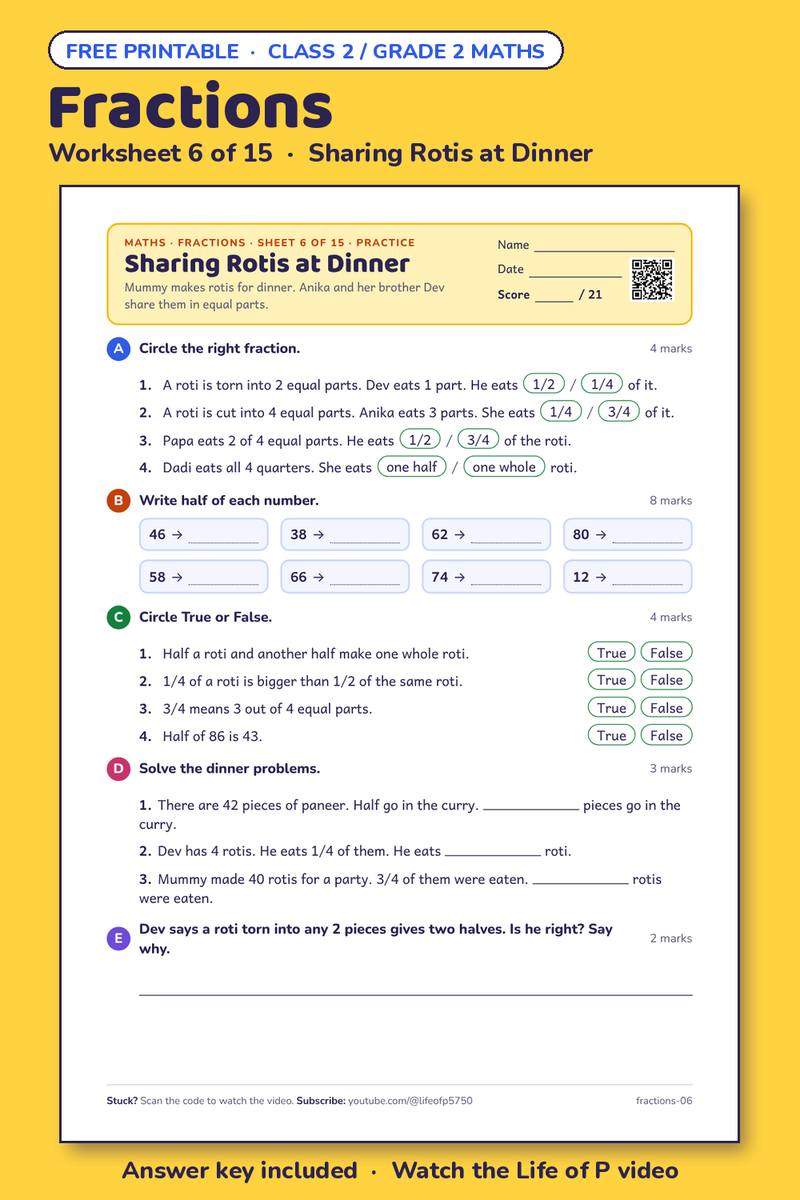 FREE PRINTABLE · CLASS 2 / GRADE 2 MATHS
Fractions
Worksheet 6 of 15 · Sharing Rotis at Dinner
MATHS · FRACTIONS · SHEET 6 OF 15 · PRACTICE
Sharing Rotis at Dinner
Mummy makes rotis for dinner. Anika and her brother Dev
share them in equal parts.
Name ____
Date ____
Score ____ / 21
A Circle the right fraction. 4 marks
1. A roti is torn into 2 equal parts. Dev eats 1 part. He eats 1/2 / 1/4 of it.
2. A roti is cut into 4 equal parts. Anika eats 3 parts. She eats 1/4 / 3/4 of it.
3. Papa eats 2 of 4 equal parts. He eats 1/2 / 3/4 of the roti.
4. Dadi eats all 4 quarters. She eats one half / one whole roti.
B Write half of each number. 8 marks
46 → ____ 38 → ____ 62 → ____ 80 → ____
58 → ____ 66 → ____ 74 → ____ 12 → ____
C Circle True or False. 4 marks
1. Half a roti and another half make one whole roti. True False
2. 1/4 of a roti is bigger than 1/2 of the same roti. True False
3. 3/4 means 3 out of 4 equal parts. True False
4. Half of 86 is 43. True False
D Solve the dinner problems. 3 marks
1. There are 42 pieces of paneer. Half go in the curry. ____ pieces go in the
curry.
2. Dev has 4 rotis. He eats 1/4 of them. He eats ____ roti.
3. Mummy made 40 rotis for a party. 3/4 of them were eaten. ____ rotis
were eaten.
E Dev says a roti torn into any 2 pieces gives two halves. Is he right? Say
why. 2 marks
Stuck? Scan the code to watch the video. Subscribe: youtube.com/@lifeofp5750 fractions-06
Answer key included · Watch the Life of P video